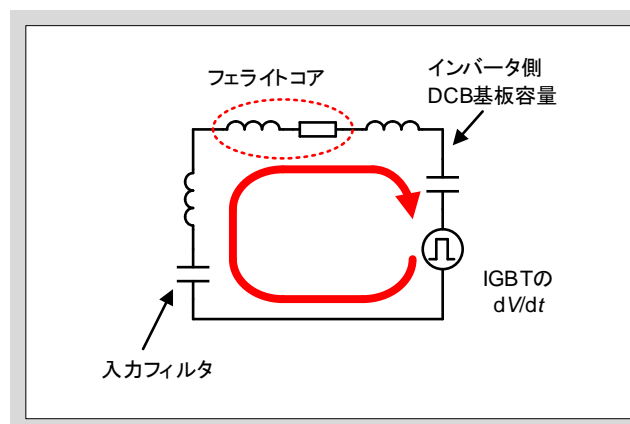 フェライトコア
インバータ側
DCB基板容量
IGBTの
dV/dt
入力フィルタ